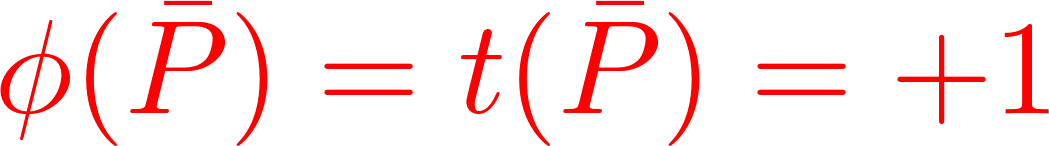 ϕ(P̄) = t(P̄) = +1